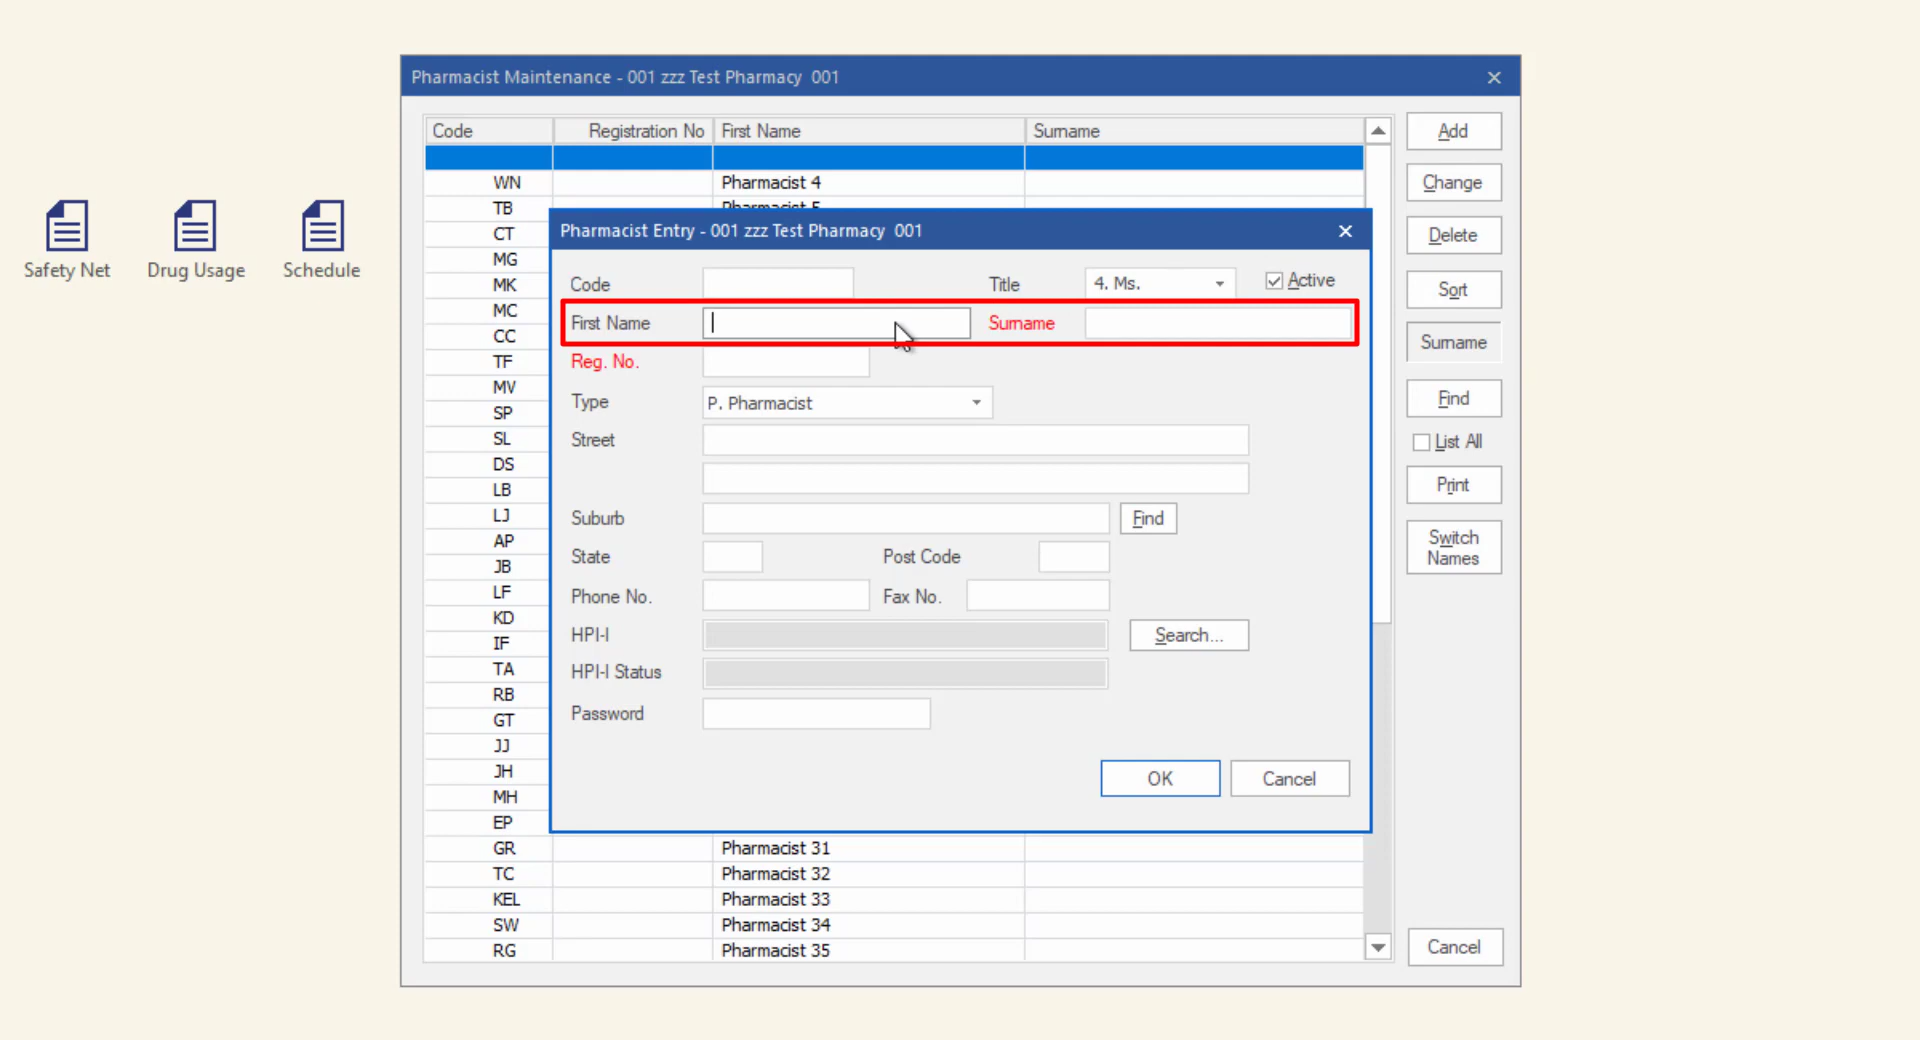 Pharmacist Maintenance - 001 zzz Test Pharmacy 001
Code Registration No First Name Surname
Add
WN Pharmacist 4
Change
TB
CT
MG
MK
MC
CC
TF
MV
SP
SL
DS
LB
LJ
AP
JB
LF
KD
IF
TA
RB
GT
JJ
JH
MH
EP
GR Pharmacist 31
TC Pharmacist 32
KEL Pharmacist 33
SW Pharmacist 34
RG Pharmacist 35
Safety Net
Drug Usage
Schedule
Pharmacist Entry - 001 zzz Test Pharmacy 001
Code Title 4. Ms. Active
First Name Surname
Reg. No.
Type P. Pharmacist
Street
Suburb Find
State Post Code
Phone No. Fax No.
HPI-I Search...
HPI-I Status
Password
OK Cancel
Delete
Sort
Surname
Find
List All
Print
Switch
Names
Cancel